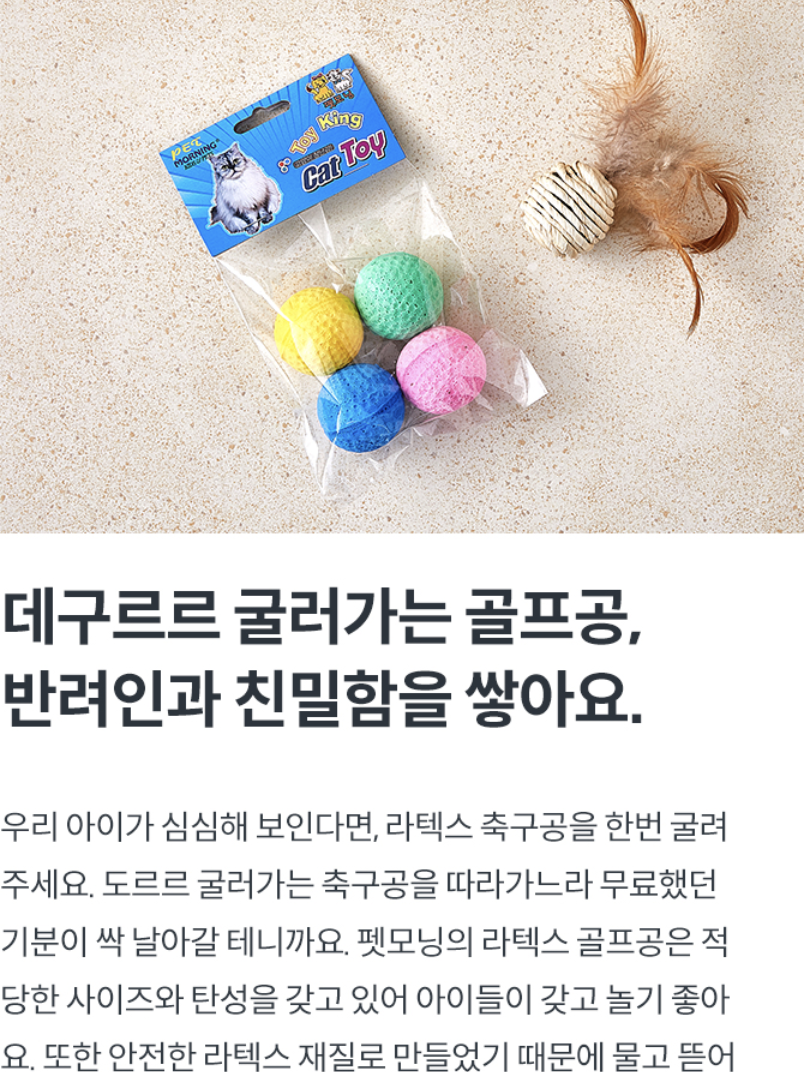 PET
MORNING
Toy King
Cat Toy
데구르르 굴러가는 골프공,
반려인과 친밀함을 쌓아요.
우리 아이가 심심해 보인다면, 라텍스 축구공을 한번 굴려
주세요. 도르르 굴러가는 축구공을 따라가느라 무료했던
기분이 싹 날아갈 테니까요. 펫모닝의 라텍스 골프공은 적
당한 사이즈와 탄성을 갖고 있어 아이들이 갖고 놀기 좋아
요. 또한 안전한 라텍스 재질로 만들었기 때문에 물고 뜯어